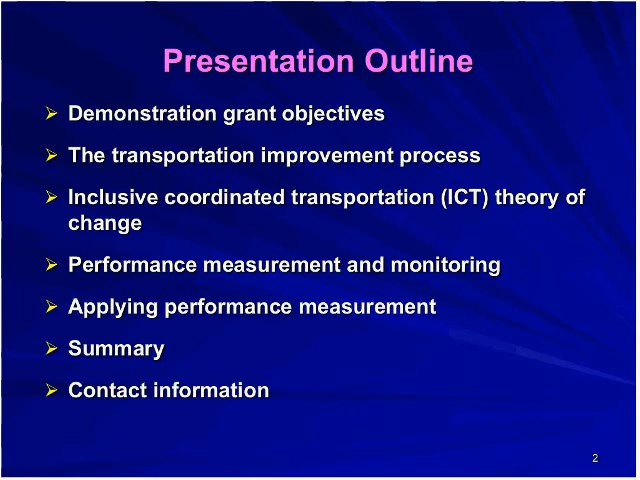 Presentation Outline
Demonstration grant objectives
The transportation improvement process
Inclusive coordinated transportation (ICT) theory of
change
Performance measurement and monitoring
Applying performance measurement
Summary
Contact information
2